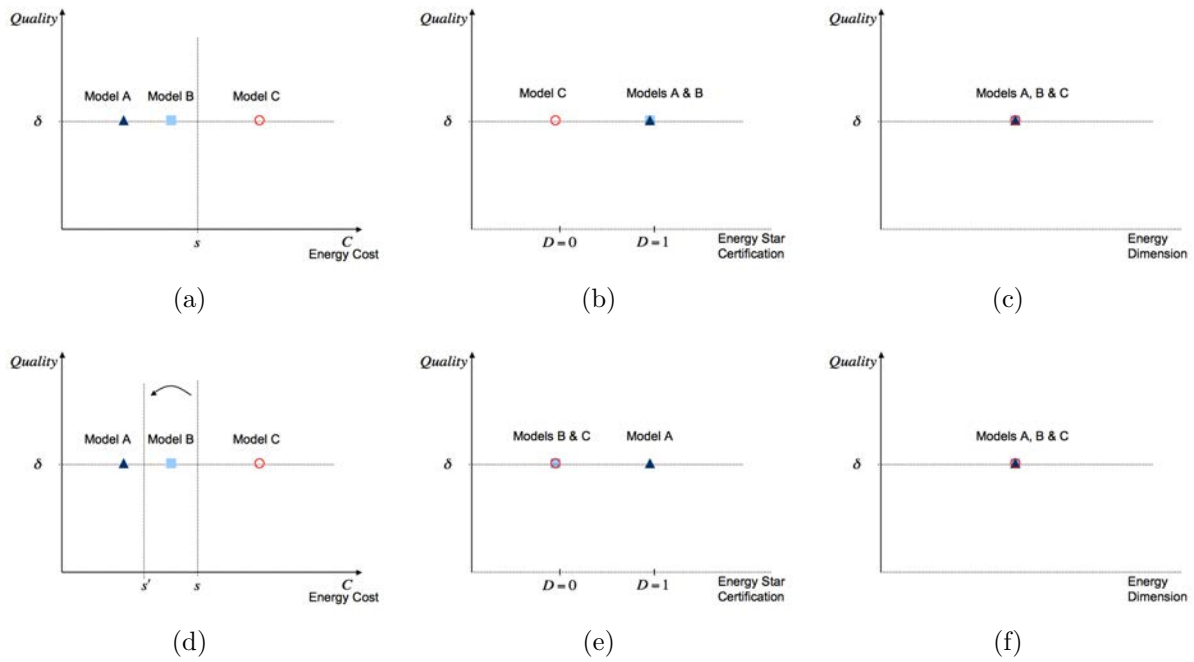 Quality
Model A Model B Model C
δ
s C
Energy Cost
(a)
Quality
Model C Models A & B
δ
D = 0 D = 1 Energy Star
Certification
(b)
Quality
Models A, B & C
δ
Energy
Dimension
(c)
Quality
Model A Model B Model C
δ
s' s C
Energy Cost
(d)
Quality
Models B & C Model A
δ
D = 0 D = 1 Energy Star
Certification
(e)
Quality
Models A, B & C
δ
Energy
Dimension
(f)